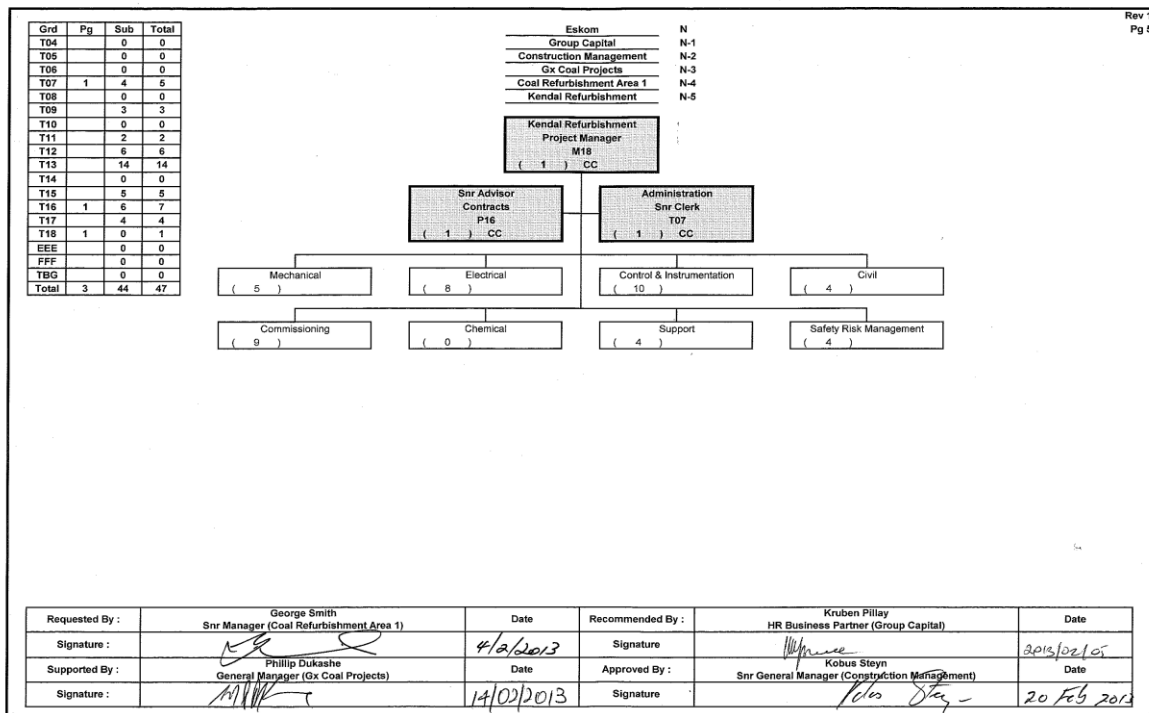 Rev 1
Pg 5
Grd Pg Sub Total
T04 0 0
T05 0 0
T06 0 0
T07 1 4 5
T08 0 0
T09 3 3
T10 0 0
T11 2 2
T12 6 6
T13 14 14
T14 0 0
T15 5 5
T16 1 6 7
T17 4 4
T18 1 0 1
EEE 0 0
FFF 0 0
TBG 0 0
Total 3 44 47
Eskom N
Group Capital N-1
Construction Management N-2
Gx Coal Projects N-3
Coal Refurbishment Area 1 N-4
Kendal Refurbishment N-5
Kendal Refurbishment
Project Manager
M18
( 1 ) CC
Snr Advisor
Contracts
P16
( 1 ) CC
Administration
Snr Clerk
T07
( 1 ) CC
Mechanical
( 5 )
Electrical
( 8 )
Control & Instrumentation
( 10 )
Civil
( 4 )
Commissioning
( 9 )
Chemical
( 0 )
Support
( 4 )
Safety Risk Management
( 4 )
Requested By : George Smith
Snr Manager (Coal Refurbishment Area 1) Date
Signature : 4/2/2013
Supported By : Phillip Dukashe
General Manager (Gx Coal Projects) Date
Signature : 14/02/2013
Recommended By : Kruben Pillay
HR Business Partner (Group Capital) Date
Signature 2013/02/05
Approved By : Kobus Steyn
Snr General Manager (Construction Management) Date
Signature 20 Feb 2013